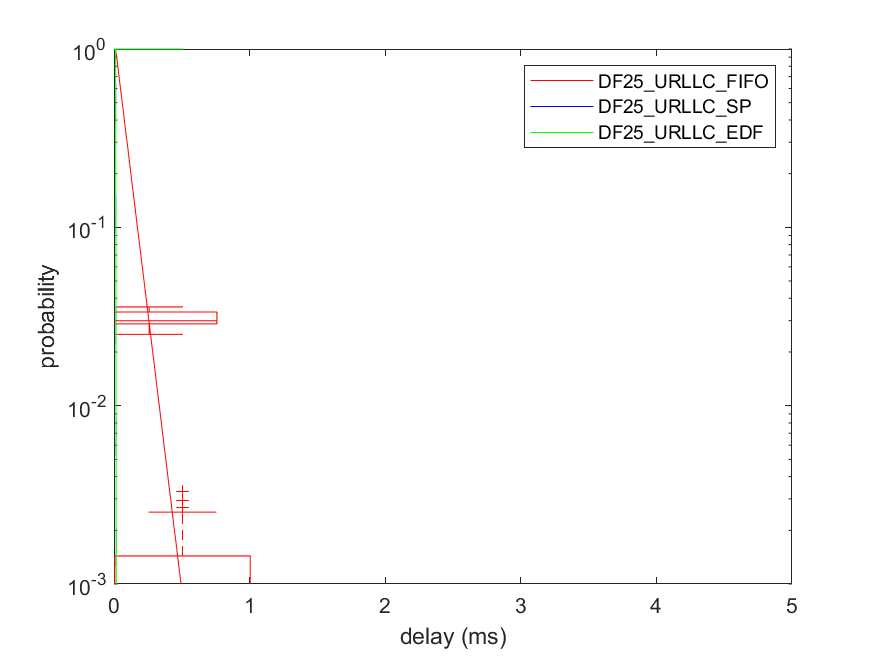 10^0
10^-1
10^-2
10^-3
probability
DF25_URLLC_FIFO
DF25_URLLC_SP
DF25_URLLC_EDF
0 1 2 3 4 5
delay (ms)